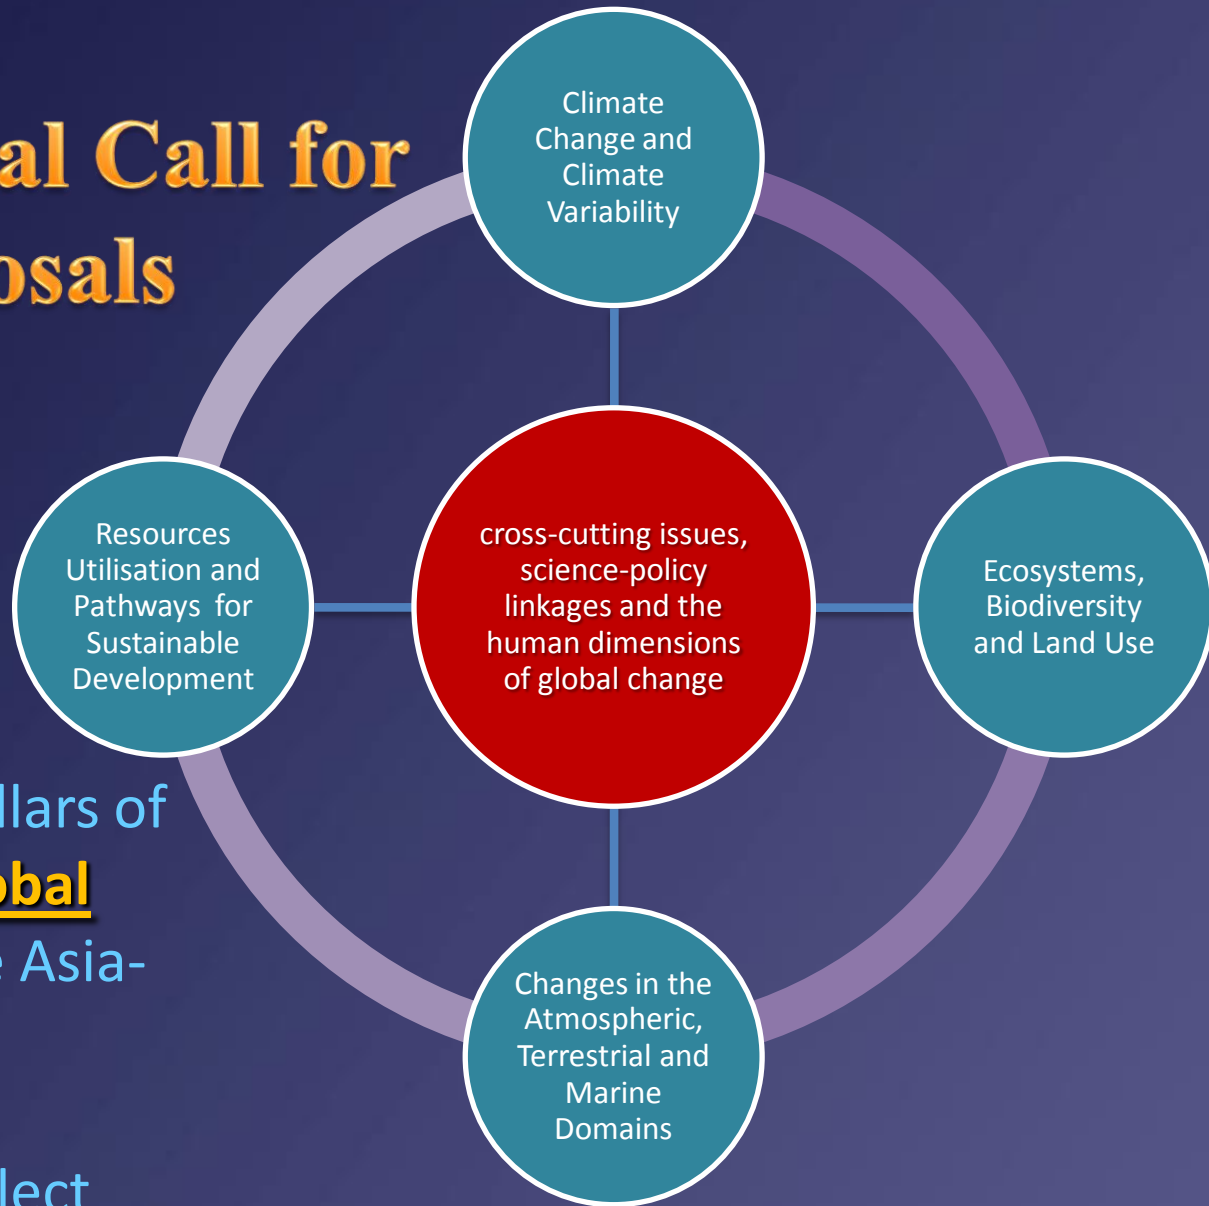 al Call for
osals
Climate
Change and
Climate
Variability
Resources
Utilisation and
Pathways for
Sustainable
Development
cross-cutting issues,
science-policy
linkages and the
human dimensions
of global change
Ecosystems,
Biodiversity
and Land Use
Changes in the
Atmospheric,
Terrestrial and
Marine
Domains
llars of
obal
e Asia-
lect